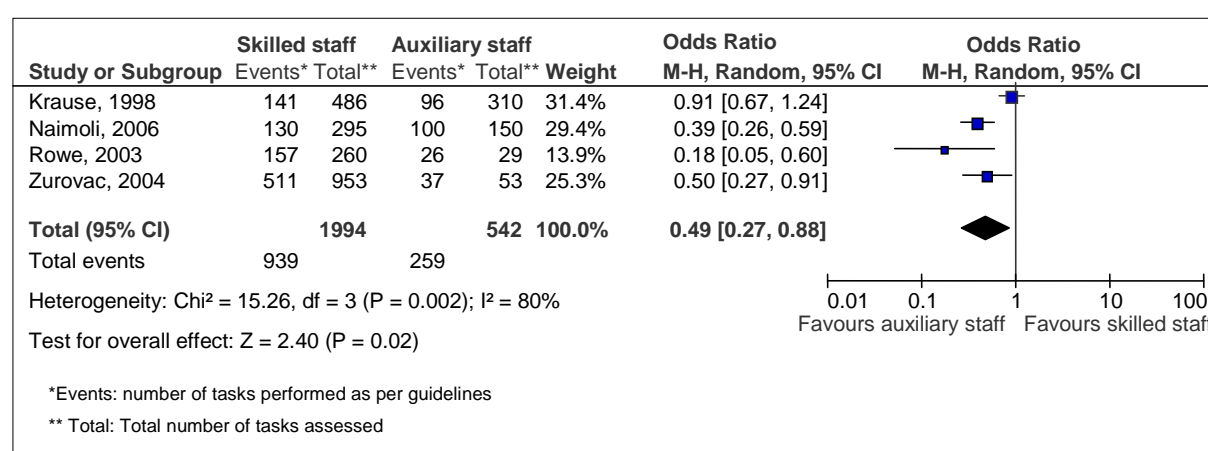 Skilled staff Auxiliary staff Odds Ratio Odds Ratio
Study or Subgroup Events* Total** Events* Total** Weight M-H, Random, 95% CI M-H, Random, 95% CI
Krause, 1998 141 486 96 310 31.4% 0.91 [0.67, 1.24]
Naimoli, 2006 130 295 100 150 29.4% 0.39 [0.26, 0.59]
Rowe, 2003 157 260 26 29 13.9% 0.18 [0.05, 0.60]
Zurovac, 2004 511 953 37 53 25.3% 0.50 [0.27, 0.91]
Total (95% CI) 1994 542 100.0% 0.49 [0.27, 0.88]
Total events 939 259
Heterogeneity: Chi² = 15.26, df = 3 (P = 0.002); I² = 80%
Test for overall effect: Z = 2.40 (P = 0.02)
0.01 0.1 1 10 100
Favours auxiliary staff Favours skilled staff
*Events: number of tasks performed as per guidelines
** Total: Total number of tasks assessed